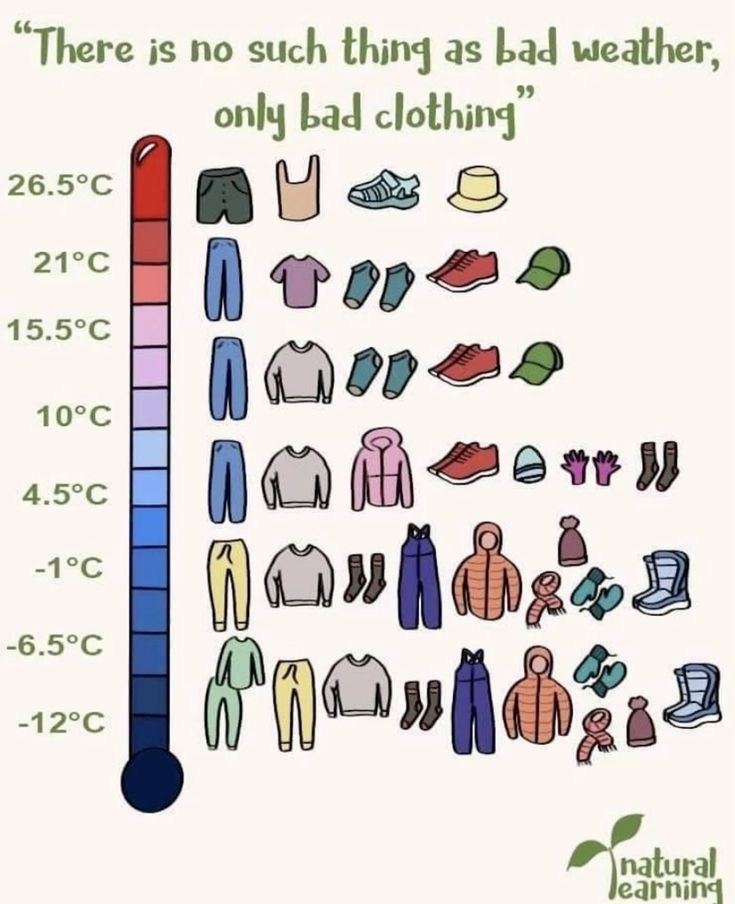 “There is no such thing as bad weather,
only bad clothing”
26.5°C
21°C
15.5°C
10°C
4.5°C
-1°C
-6.5°C
-12°C
natural
learning